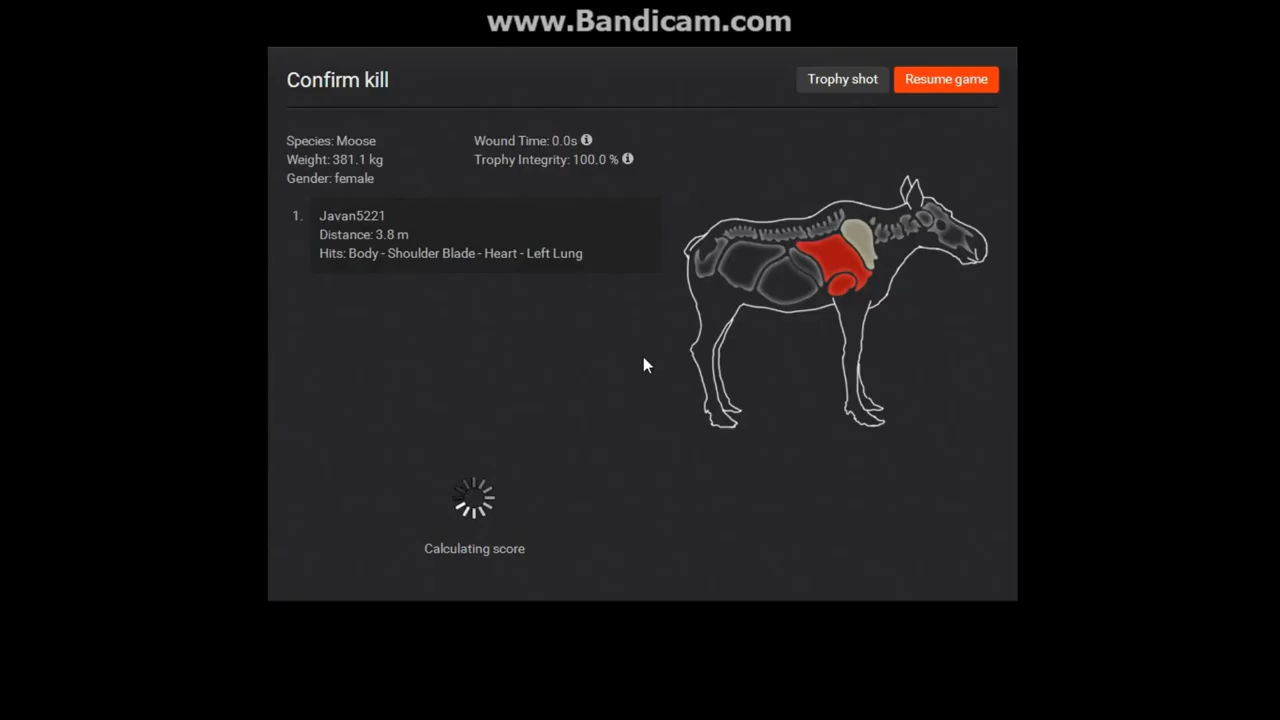 www.Bandicam.com
Confirm kill
Trophy shot
Resume game
Species: Moose
Weight: 381.1 kg
Gender: female
Wound Time: 0.0s
Trophy Integrity: 100.0 %
1.
Javan5221
Distance: 3.8 m
Hits: Body - Shoulder Blade - Heart - Left Lung
Calculating score